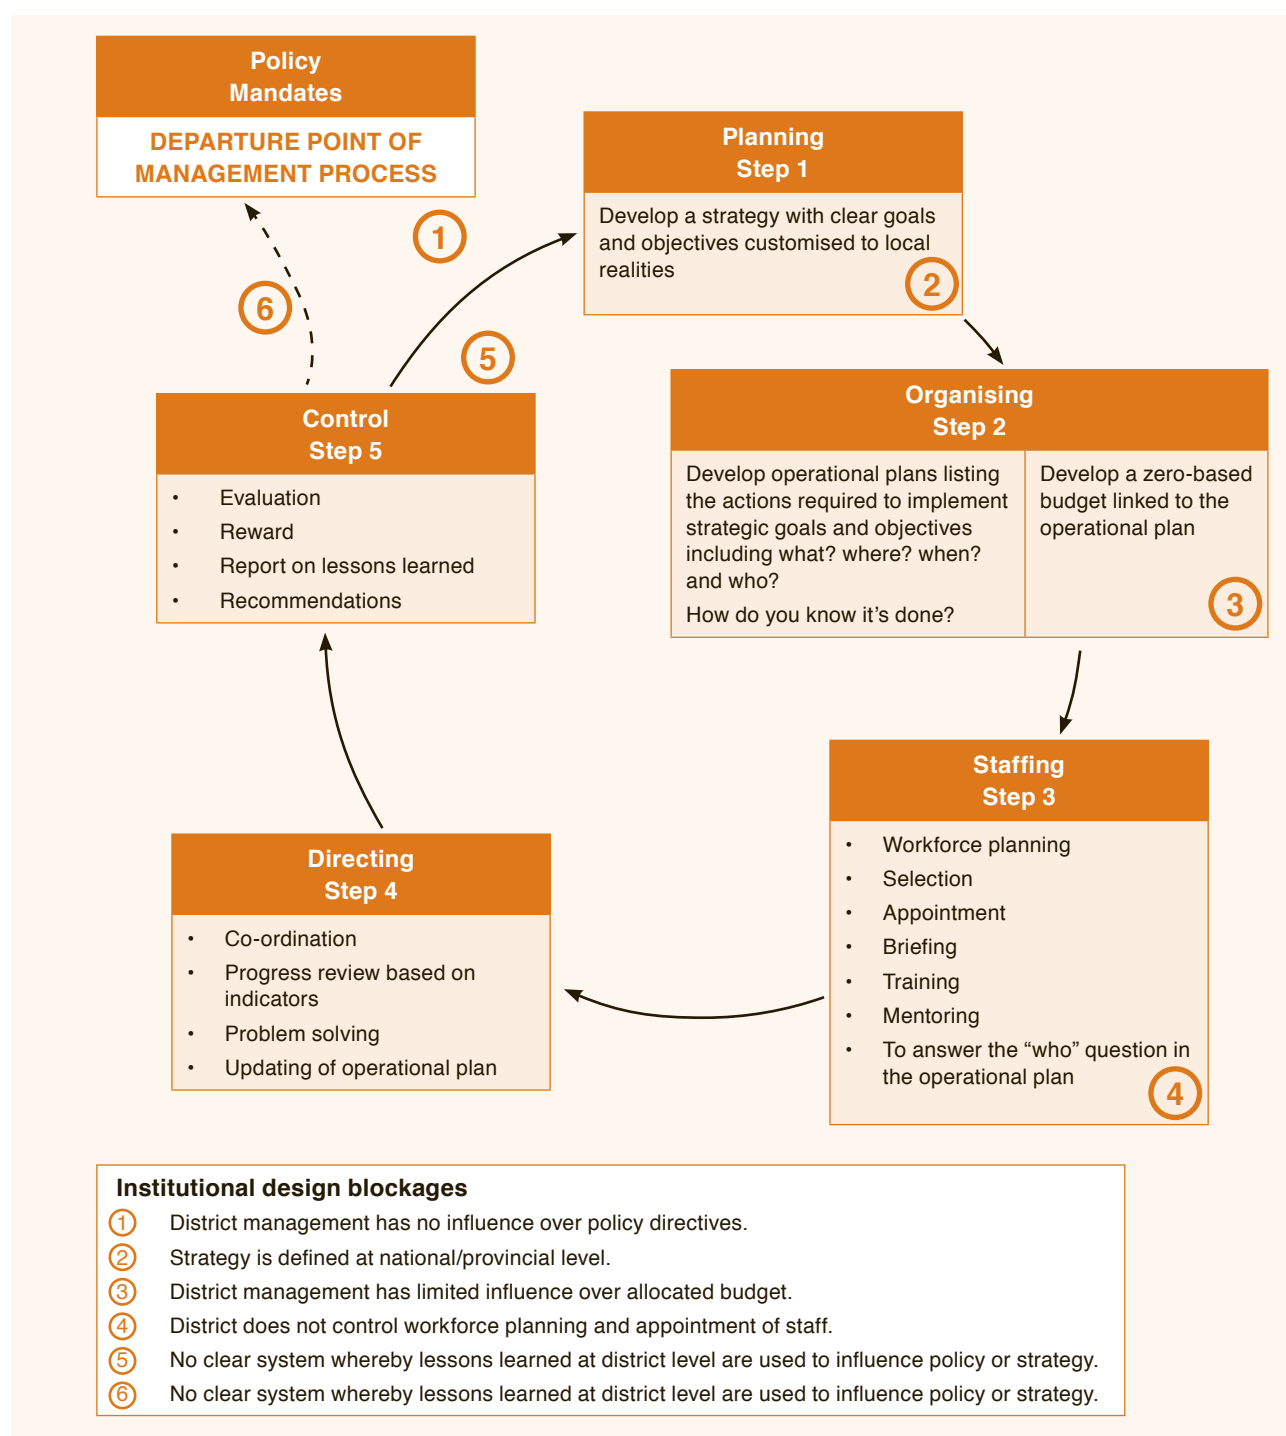 Policy
Mandates
DEPARTURE POINT OF
MANAGEMENT PROCESS
1
6
5
Planning
Step 1
Develop a strategy with clear goals
and objectives customised to local
realities
2
Organising
Step 2
Develop operational plans listing
the actions required to implement
strategic goals and objectives
including what? where? when?
and who?
How do you know it’s done?
Develop a zero-based
budget linked to the
operational plan
3
Staffing
Step 3
• Workforce planning
• Selection
• Appointment
• Briefing
• Training
• Mentoring
• To answer the “who” question in
the operational plan
4
Directing
Step 4
• Co-ordination
• Progress review based on
indicators
• Problem solving
• Updating of operational plan
Control
Step 5
• Evaluation
• Reward
• Report on lessons learned
• Recommendations
Institutional design blockages
1 District management has no influence over policy directives.
2 Strategy is defined at national/provincial level.
3 District management has limited influence over allocated budget.
4 District does not control workforce planning and appointment of staff.
5 No clear system whereby lessons learned at district level are used to influence policy or strategy.
6 No clear system whereby lessons learned at district level are used to influence policy or strategy.